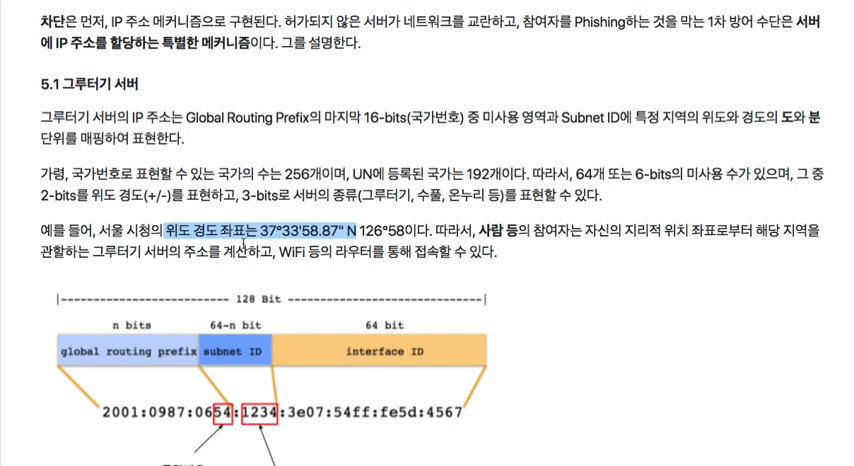 차단은 먼저, IP 주소 메커니즘으로 구현된다. 허가되지 않은 서버가 네트워크를 교란하고, 참여자를 Phishing하는 것을 막는 1차 방어 수단은 서버
에 IP 주소를 할당하는 특별한 메커니즘이다. 그를 설명한다.
5.1 그루터기 서버
그루터기 서버의 IP 주소는 Global Routing Prefix의 마지막 16-bits(국가번호) 중 미사용 영역과 Subnet ID에 특정 지역의 위도와 경도의 도와 분
단위를 매핑하여 표현한다.
가령, 국가번호로 표현할 수 있는 국가의 수는 256개이며, UN에 등록된 국가는 192개이다. 따라서, 64개 또는 6-bits의 미사용 수가 있으며, 그 중
2-bits를 위도 경도(+/-)를 표현하고, 3-bits로 서버의 종류(그루터기, 수풀, 온누리 등)를 표현할 수 있다.
예를 들어, 서울 시청의 위도 경도 좌표는 37°33'58.87" N 126°58이다. 따라서, 사람 등의 참여자는 자신의 지리적 위치 좌표로부터 해당 지역을
관할하는 그루터기 서버의 주소를 계산하고, WiFi 등의 라우터를 통해 접속할 수 있다.
|---------------------------- 128 Bit --------------------------------|
n bits 64-n bit 64 bit
global routing prefix subnet ID interface ID
2001:0987:0654:1234:3e07:54ff:fe5d:4567